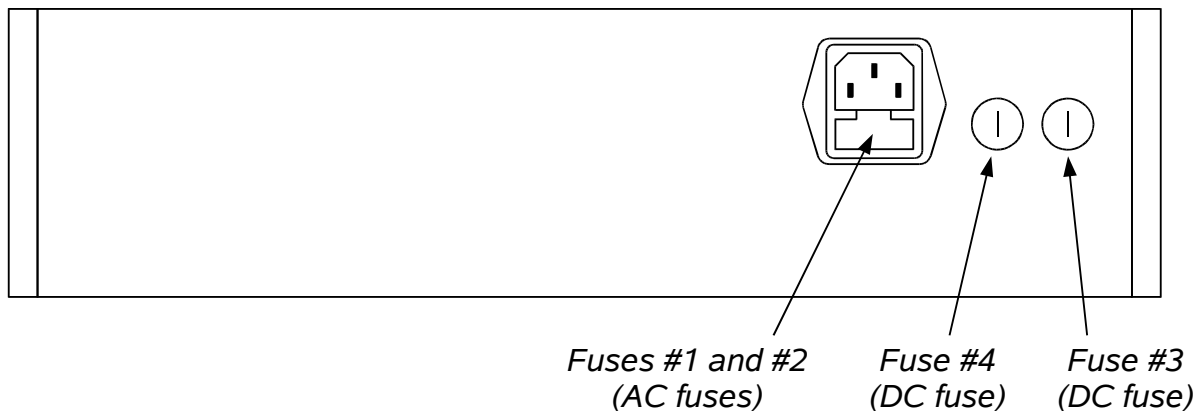 Fuses #1 and #2
(AC fuses)
Fuse #4
(DC fuse)
Fuse #3
(DC fuse)